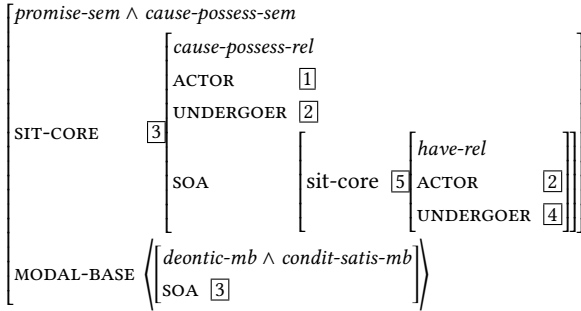 promise-sem ∧ cause-possess-sem
cause-possess-rel
ACTOR 1
UNDERGOER 2
have-rel
SIT-CORE 3 SOA sit-core 5 ACTOR 2
UNDERGOER 4
deontic-mb ∧ condit-satis-mb
MODAL-BASE ⟨ SOA 3 ⟩